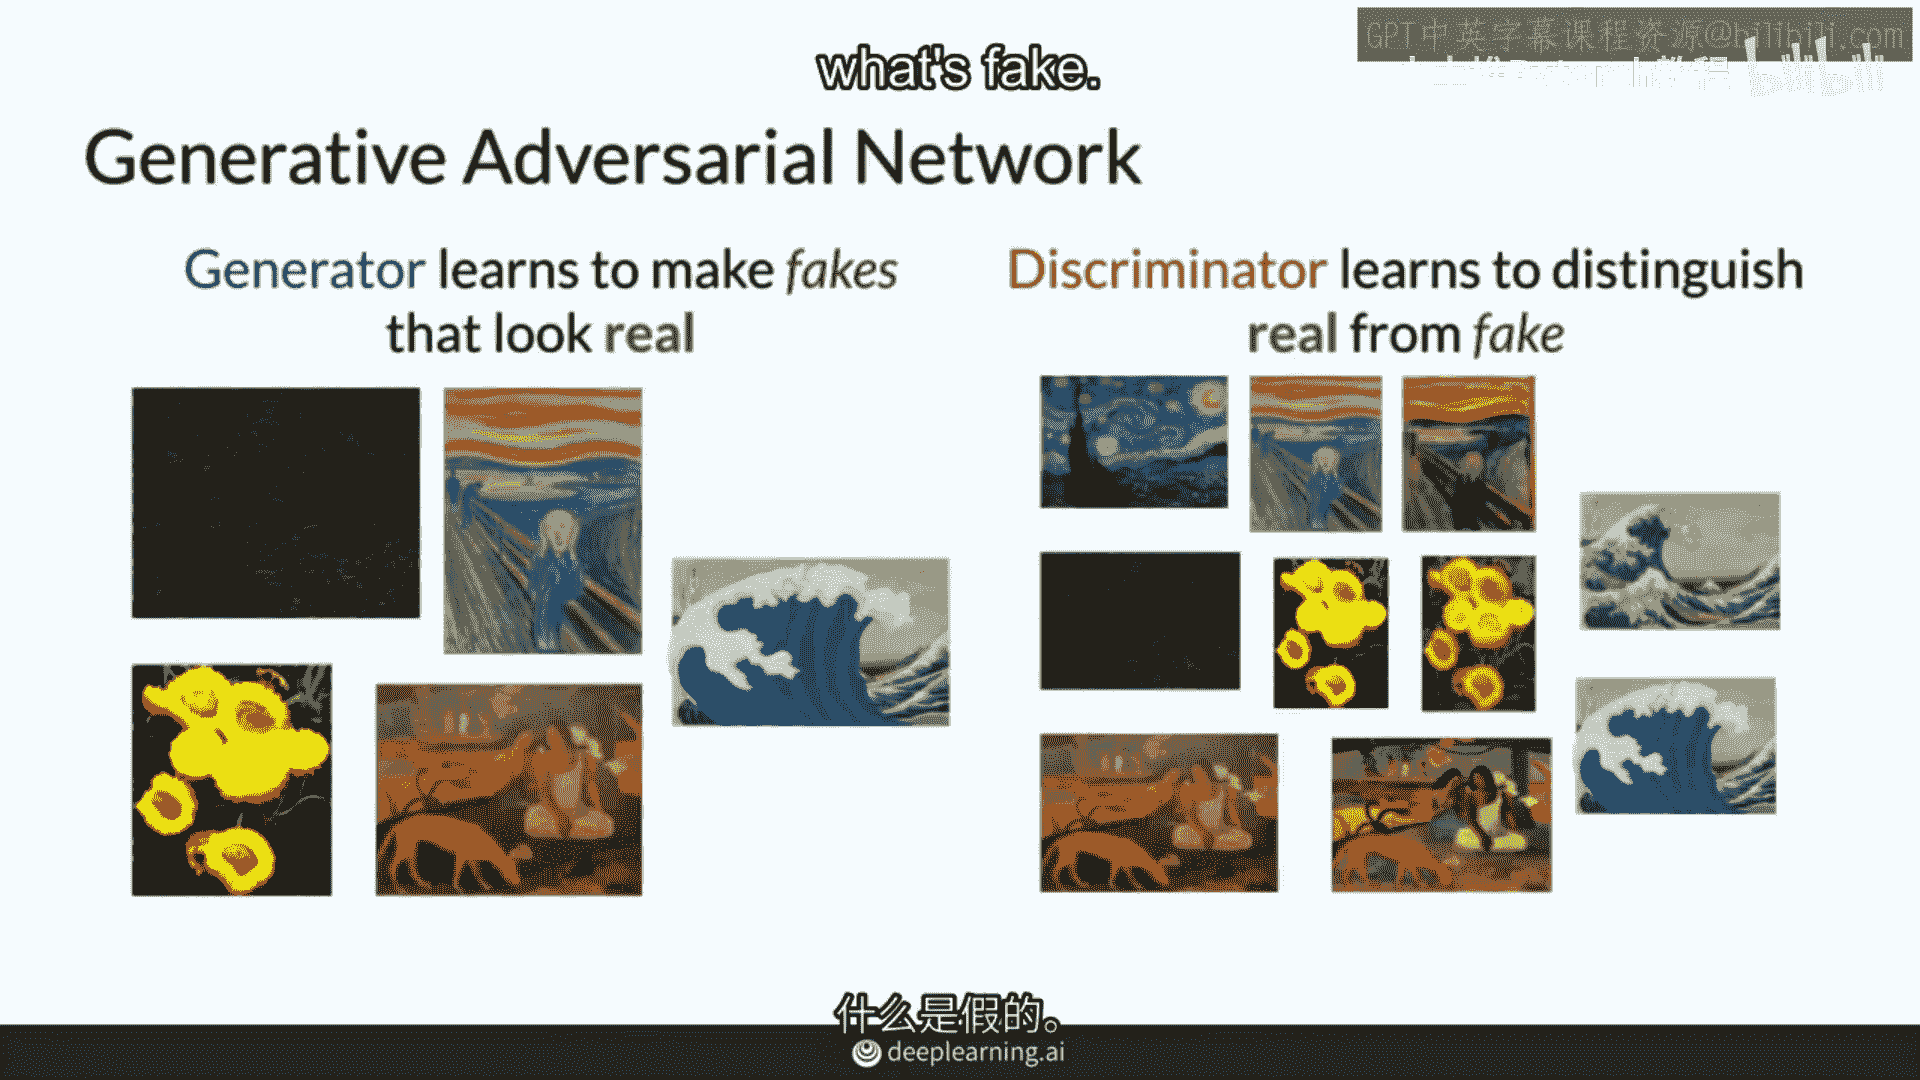 GPT中英字幕课程资源@bilibili.com
what's fake.
Generative Adversarial Network
Generator learns to make fakes
that look real
Discriminator learns to distinguish
real from fake
什么是假的。
deeplearning.ai